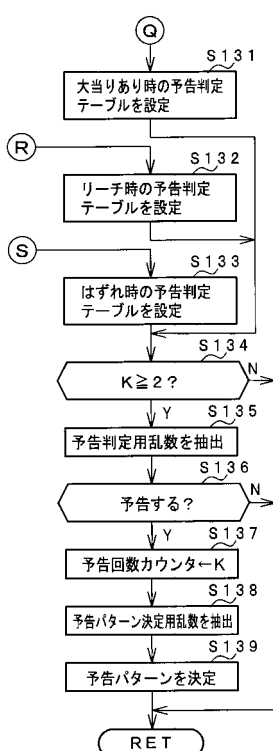 Q
S131
大当りあり時の予告判定
テーブルを設定
R
S132
リーチ時の予告判定
テーブルを設定
S
S133
はずれ時の予告判定
テーブルを設定
S134
K≧2?
N
Y
S135
予告判定用乱数を抽出
S136
予告する?
N
Y
S137
予告回数カウンタ←K
S138
予告パターン決定用乱数を抽出
S139
予告パターンを決定
RET